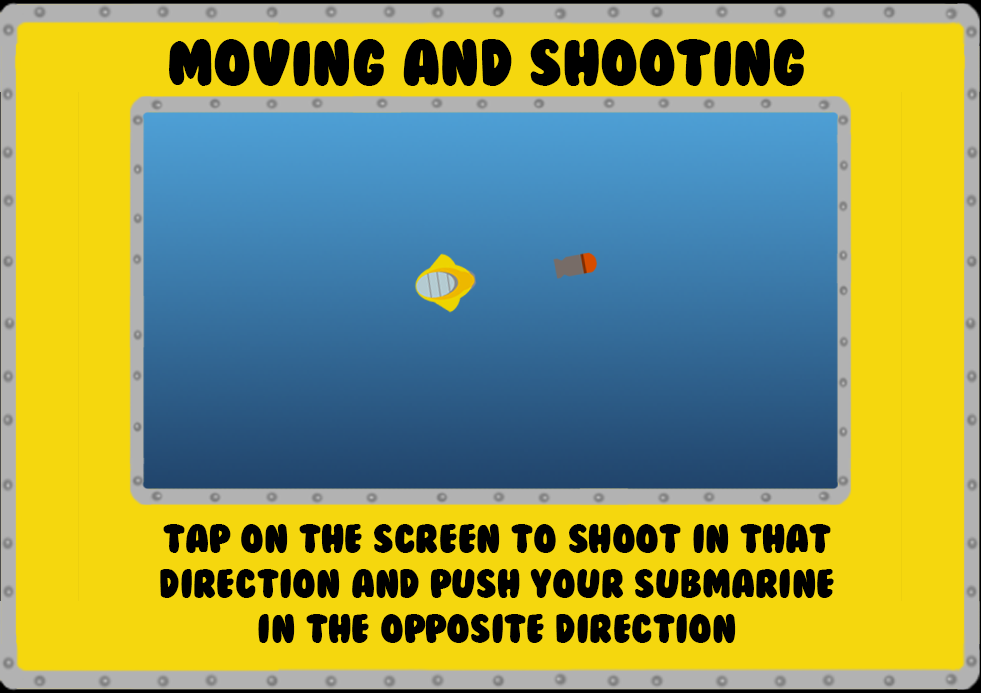 MOVING AND SHOOTING
TAP ON THE SCREEN TO SHOOT IN THAT
DIRECTION AND PUSH YOUR SUBMARINE
IN THE OPPOSITE DIRECTION